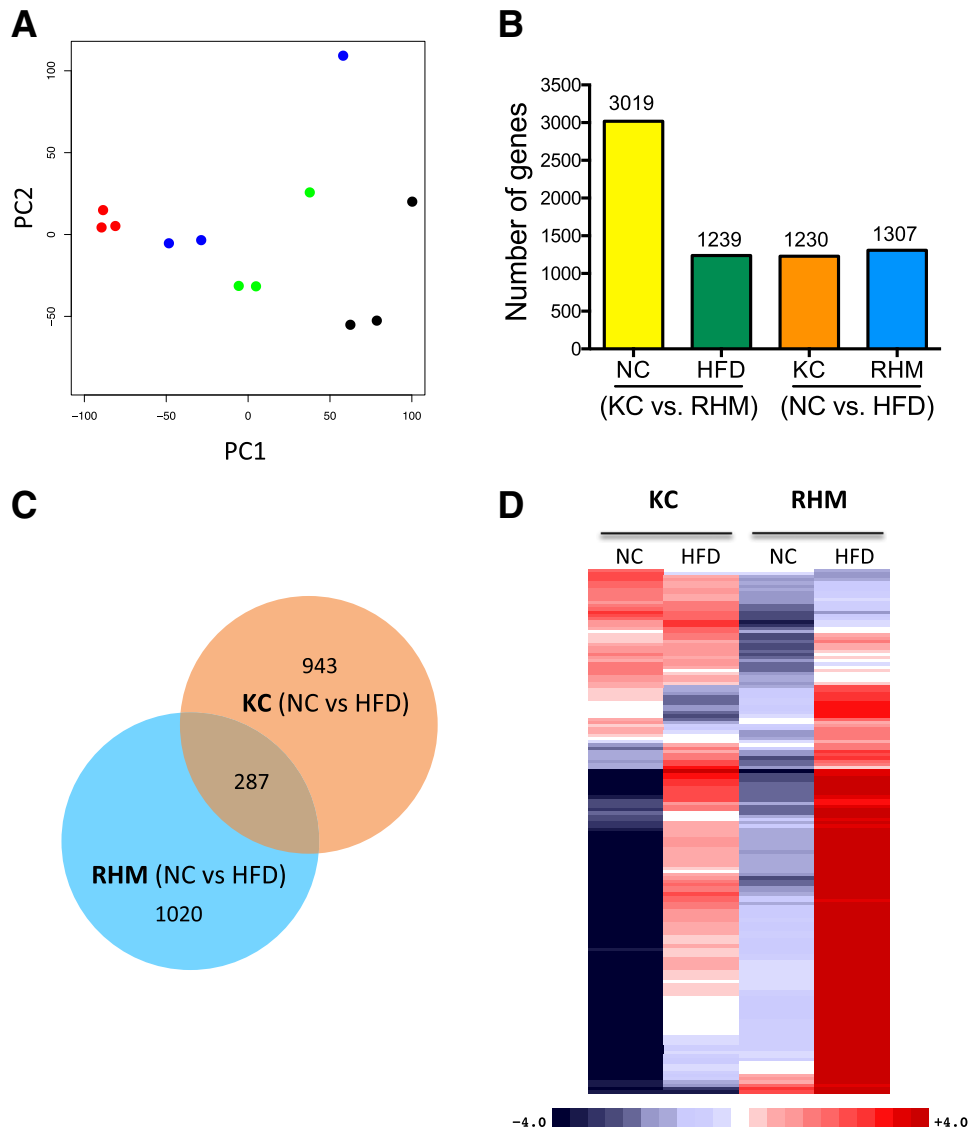 A
PC2
100
50
0
−50
−100
−50
0
50
100
PC1
B
Number of genes
3500
3000
2500
2000
1500
1000
500
0
3019
1239
1230
1307
NC
HFD
KC
RHM
(KC vs. RHM)
(NC vs. HFD)
C
943
KC (NC vs HFD)
287
RHM (NC vs HFD)
1020
D
KC
RHM
NC
HFD
NC
HFD
-4.0
+4.0